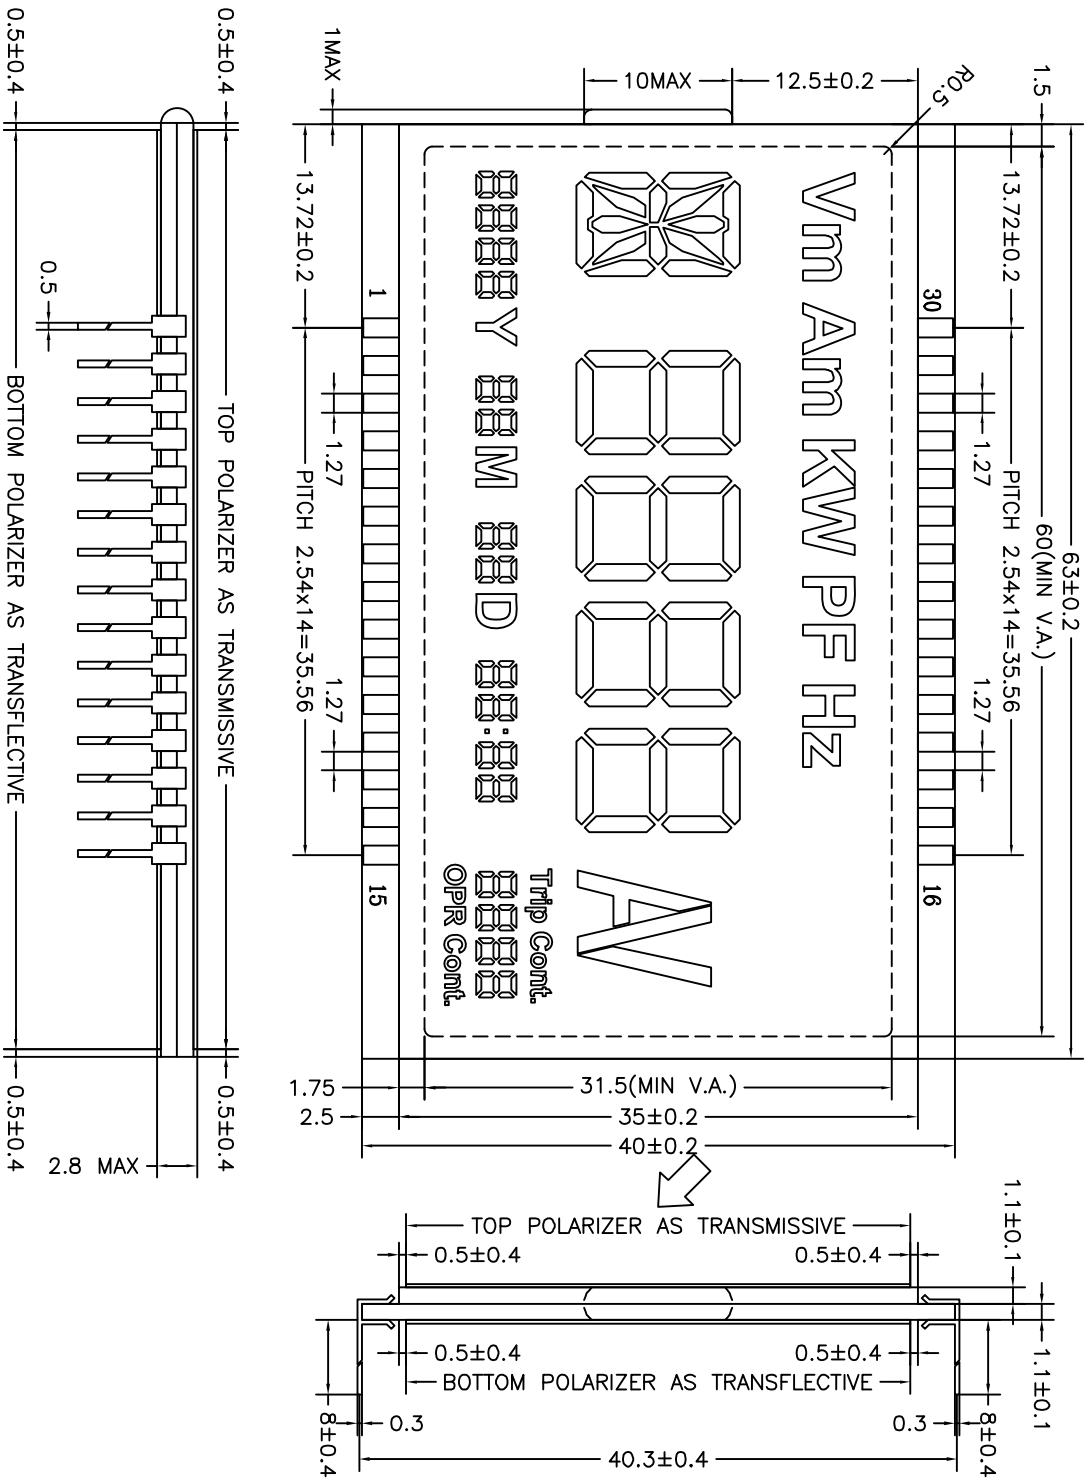 0.5±0.4
0.5±0.4
TOP POLARIZER AS TRANSMISSIVE
BOTTOM POLARIZER AS TRANSFLECTIVE
0.5
0.5±0.4
0.5±0.4
2.8 MAX
1MAX
10MAX
12.5±0.2
R0.5
1.5
13.72±0.2
13.72±0.2
1
30
1.27
1.27
PITCH 2.54x14=35.56
PITCH 2.54x14=35.56
60(MIN V.A.)
63±0.2
1.27
1.27
15
16
Vm Am KW PF Hz
8
8 8 8 8
AV
8888Y 88M 88D 88:88
Trip Cont.
8888
OPR Cont.
1.75
31.5(MIN V.A.)
2.5
35±0.2
40±0.2
TOP POLARIZER AS TRANSMISSIVE
0.5±0.4
0.5±0.4
1.1±0.1
1.1±0.1
0.5±0.4
0.5±0.4
BOTTOM POLARIZER AS TRANSFLECTIVE
8±0.4
0.3
0.3
8±0.4
40.3±0.4